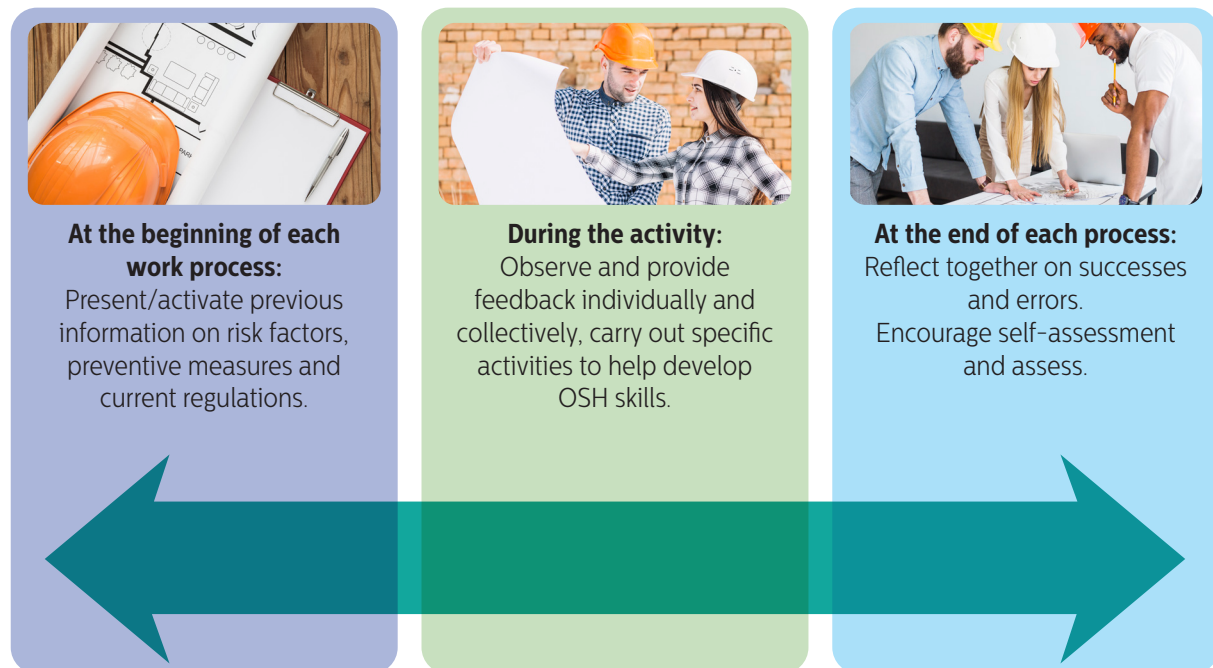 At the beginning of each
work process:
Present/activate previous
information on risk factors,
preventive measures and
current regulations.
During the activity:
Observe and provide
feedback individually and
collectively, carry out specific
activities to help develop
OSH skills.
At the end of each process:
Reflect together on successes
and errors.
Encourage self-assessment
and assess.